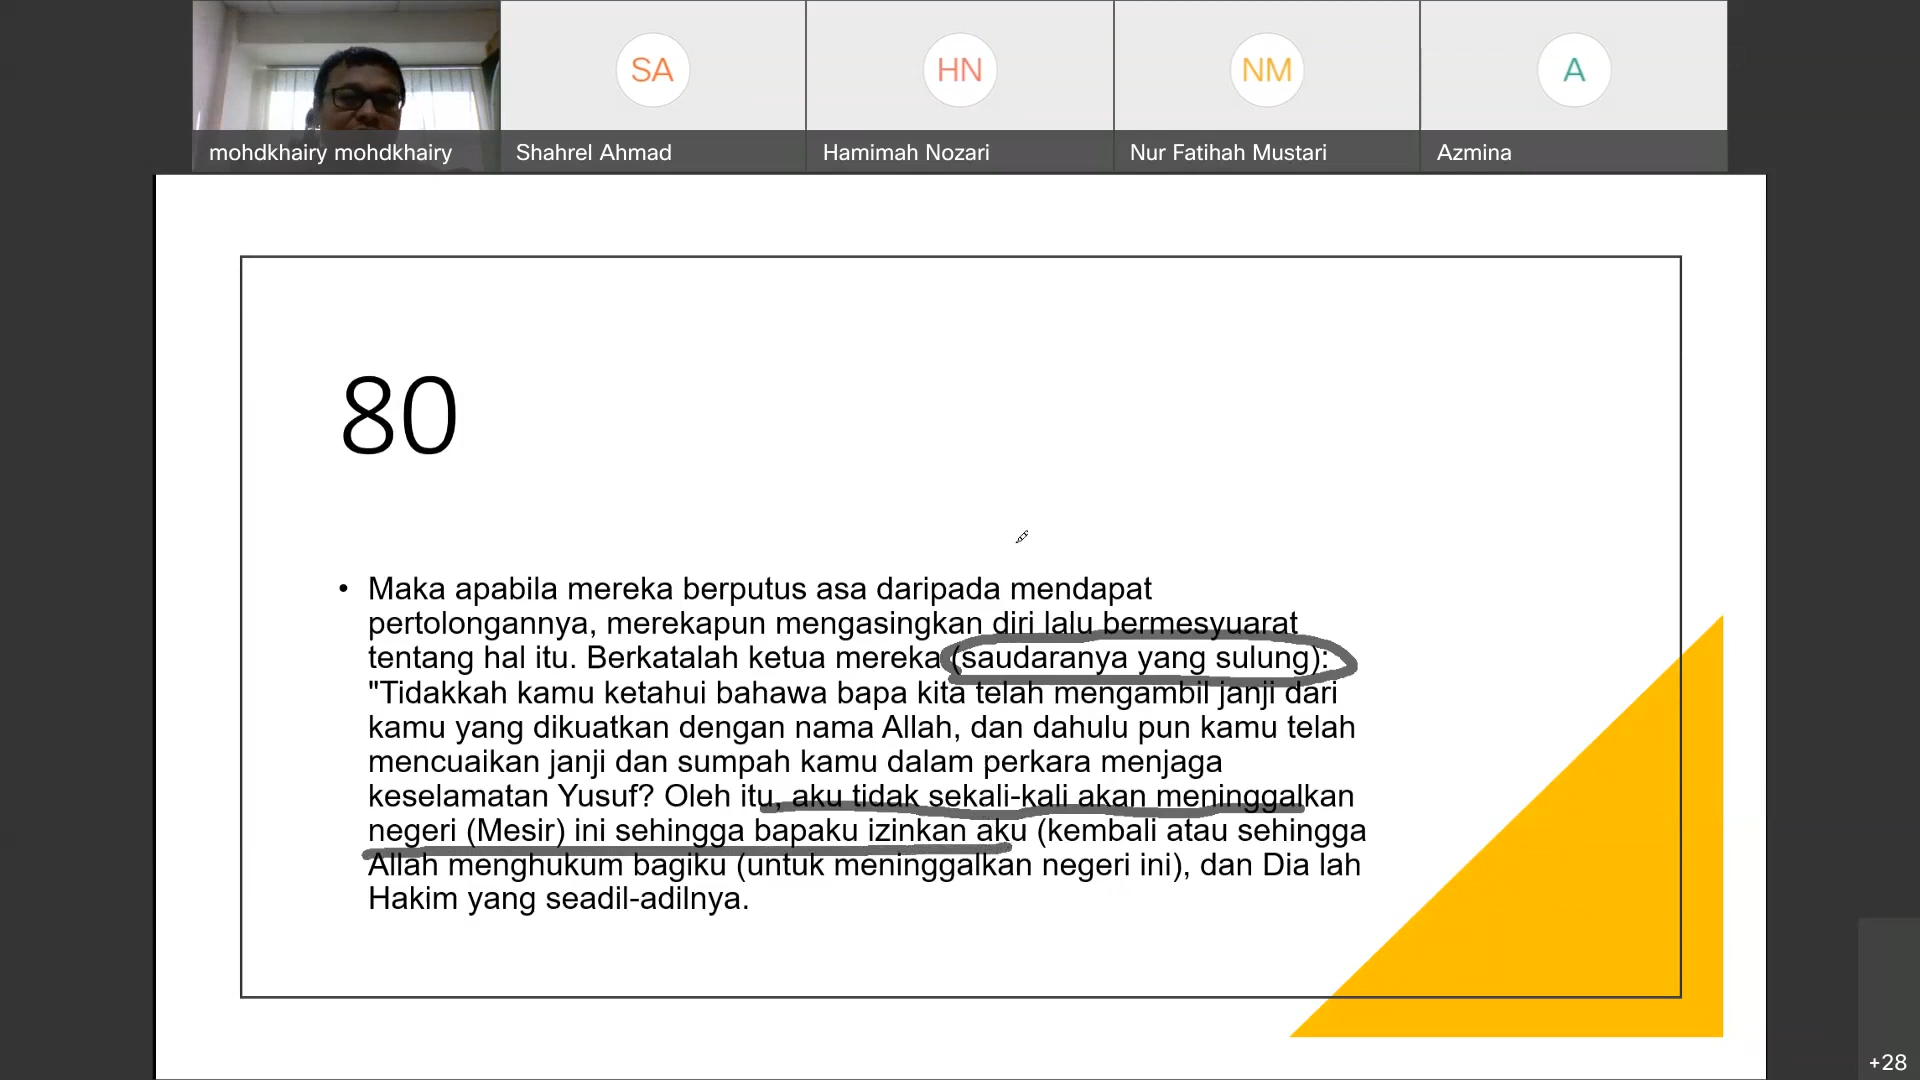 SA
HN
NM
A
mohdkhairy mohdkhairy
Shahrel Ahmad
Hamimah Nozari
Nur Fatihah Mustari
Azmina
80
• Maka apabila mereka berputus asa daripada mendapat
pertolongannya, merekapun mengasingkan diri lalu bermesyuarat
tentang hal itu. Berkatalah ketua mereka (saudaranya yang sulung):
"Tidakkah kamu ketahui bahawa bapa kita telah mengambil janji dari
kamu yang dikuatkan dengan nama Allah, dan dahulu pun kamu telah
mencuaikan janji dan sumpah kamu dalam perkara menjaga
keselamatan Yusuf? Oleh itu, aku tidak sekali-kali akan meninggalkan
negeri (Mesir) ini sehingga bapaku izinkan aku (kembali atau sehingga
Allah menghukum bagiku (untuk meninggalkan negeri ini), dan Dia lah
Hakim yang seadil-adilnya.
+28